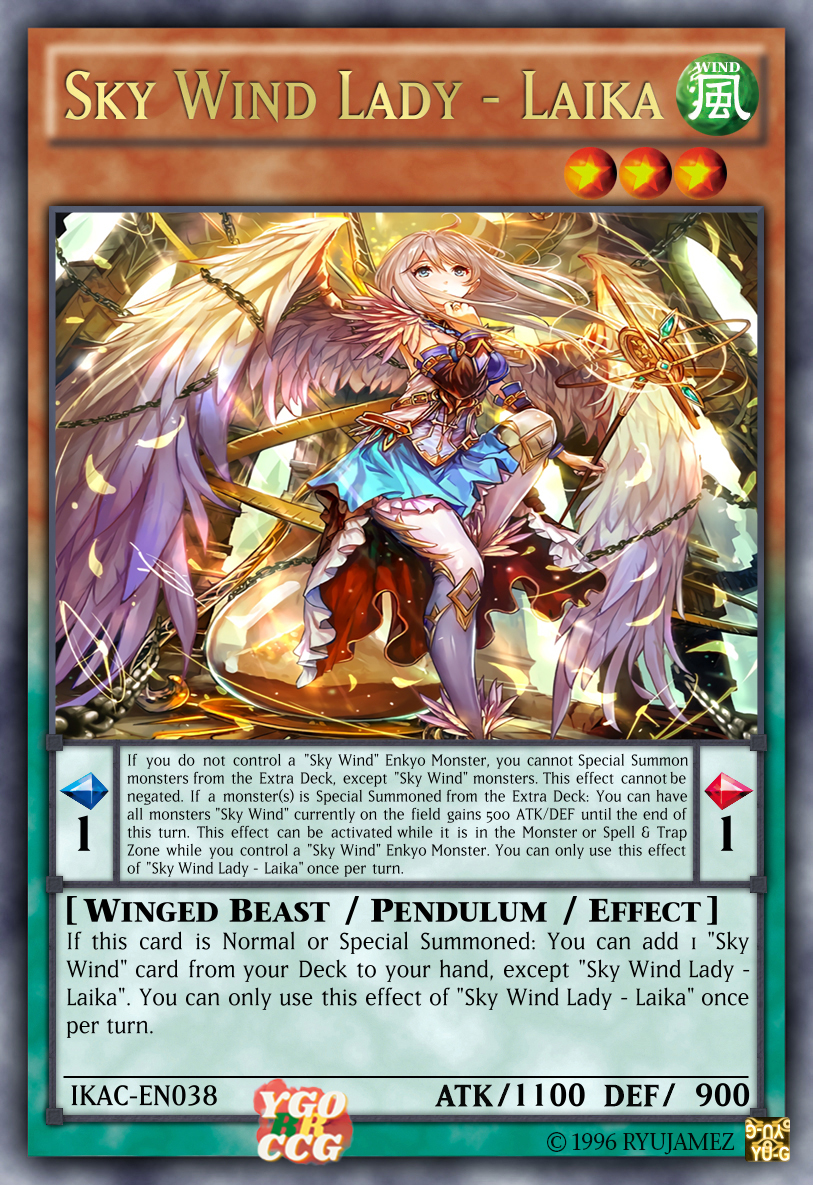 Sky Wind Lady - Laika
WIND
風
If you do not control a "Sky Wind" Enkyo Monster, you cannot Special Summon
monsters from the Extra Deck, except "Sky Wind" monsters. This effect cannot be
negated. If a monster(s) is Special Summoned from the Extra Deck: You can have
all monsters "Sky Wind" currently on the field gains 500 ATK/DEF until the end of
this turn. This effect can be activated while it is in the Monster or Spell & Trap
Zone while you control a "Sky Wind" Enkyo Monster. You can only use this effect
of "Sky Wind Lady - Laika" once per turn.
1
1
[ Winged Beast / Pendulum / Effect ]
If this card is Normal or Special Summoned: You can add 1 "Sky
Wind" card from your Deck to your hand, except "Sky Wind Lady -
Laika". You can only use this effect of "Sky Wind Lady - Laika" once
per turn.
IKAC-EN038
ATK/1100 DEF/ 900
YGO
RR
CCG
© 1996 RYUJAMEZ
YU-G